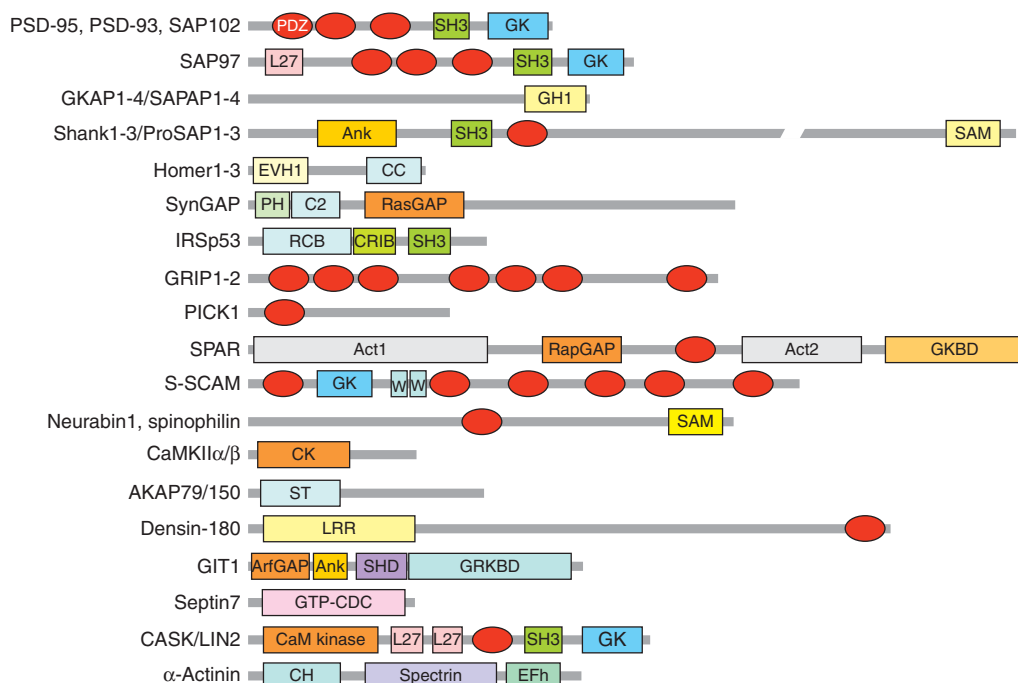 PSD-95, PSD-93, SAP102 PDZ SH3 GK
SAP97 L27 SH3 GK
GKAP1-4/SAPAP1-4 GH1
Shank1-3/ProSAP1-3 Ank SH3 SAM
Homer1-3 EVH1 CC
SynGAP PH C2 RasGAP
IRSp53 RCB CRIB SH3
GRIP1-2
PICK1
SPAR Act1 RapGAP Act2 GKBD
S-SCAM GK W W
Neurabin1, spinophilin SAM
CaMKIIα/β CK
AKAP79/150 ST
Densin-180 LRR
GIT1 ArfGAP Ank SHD GRKBD
Septin7 GTP-CDC
CASK/LIN2 CaM kinase L27 L27 SH3 GK
α-Actinin CH Spectrin EFh